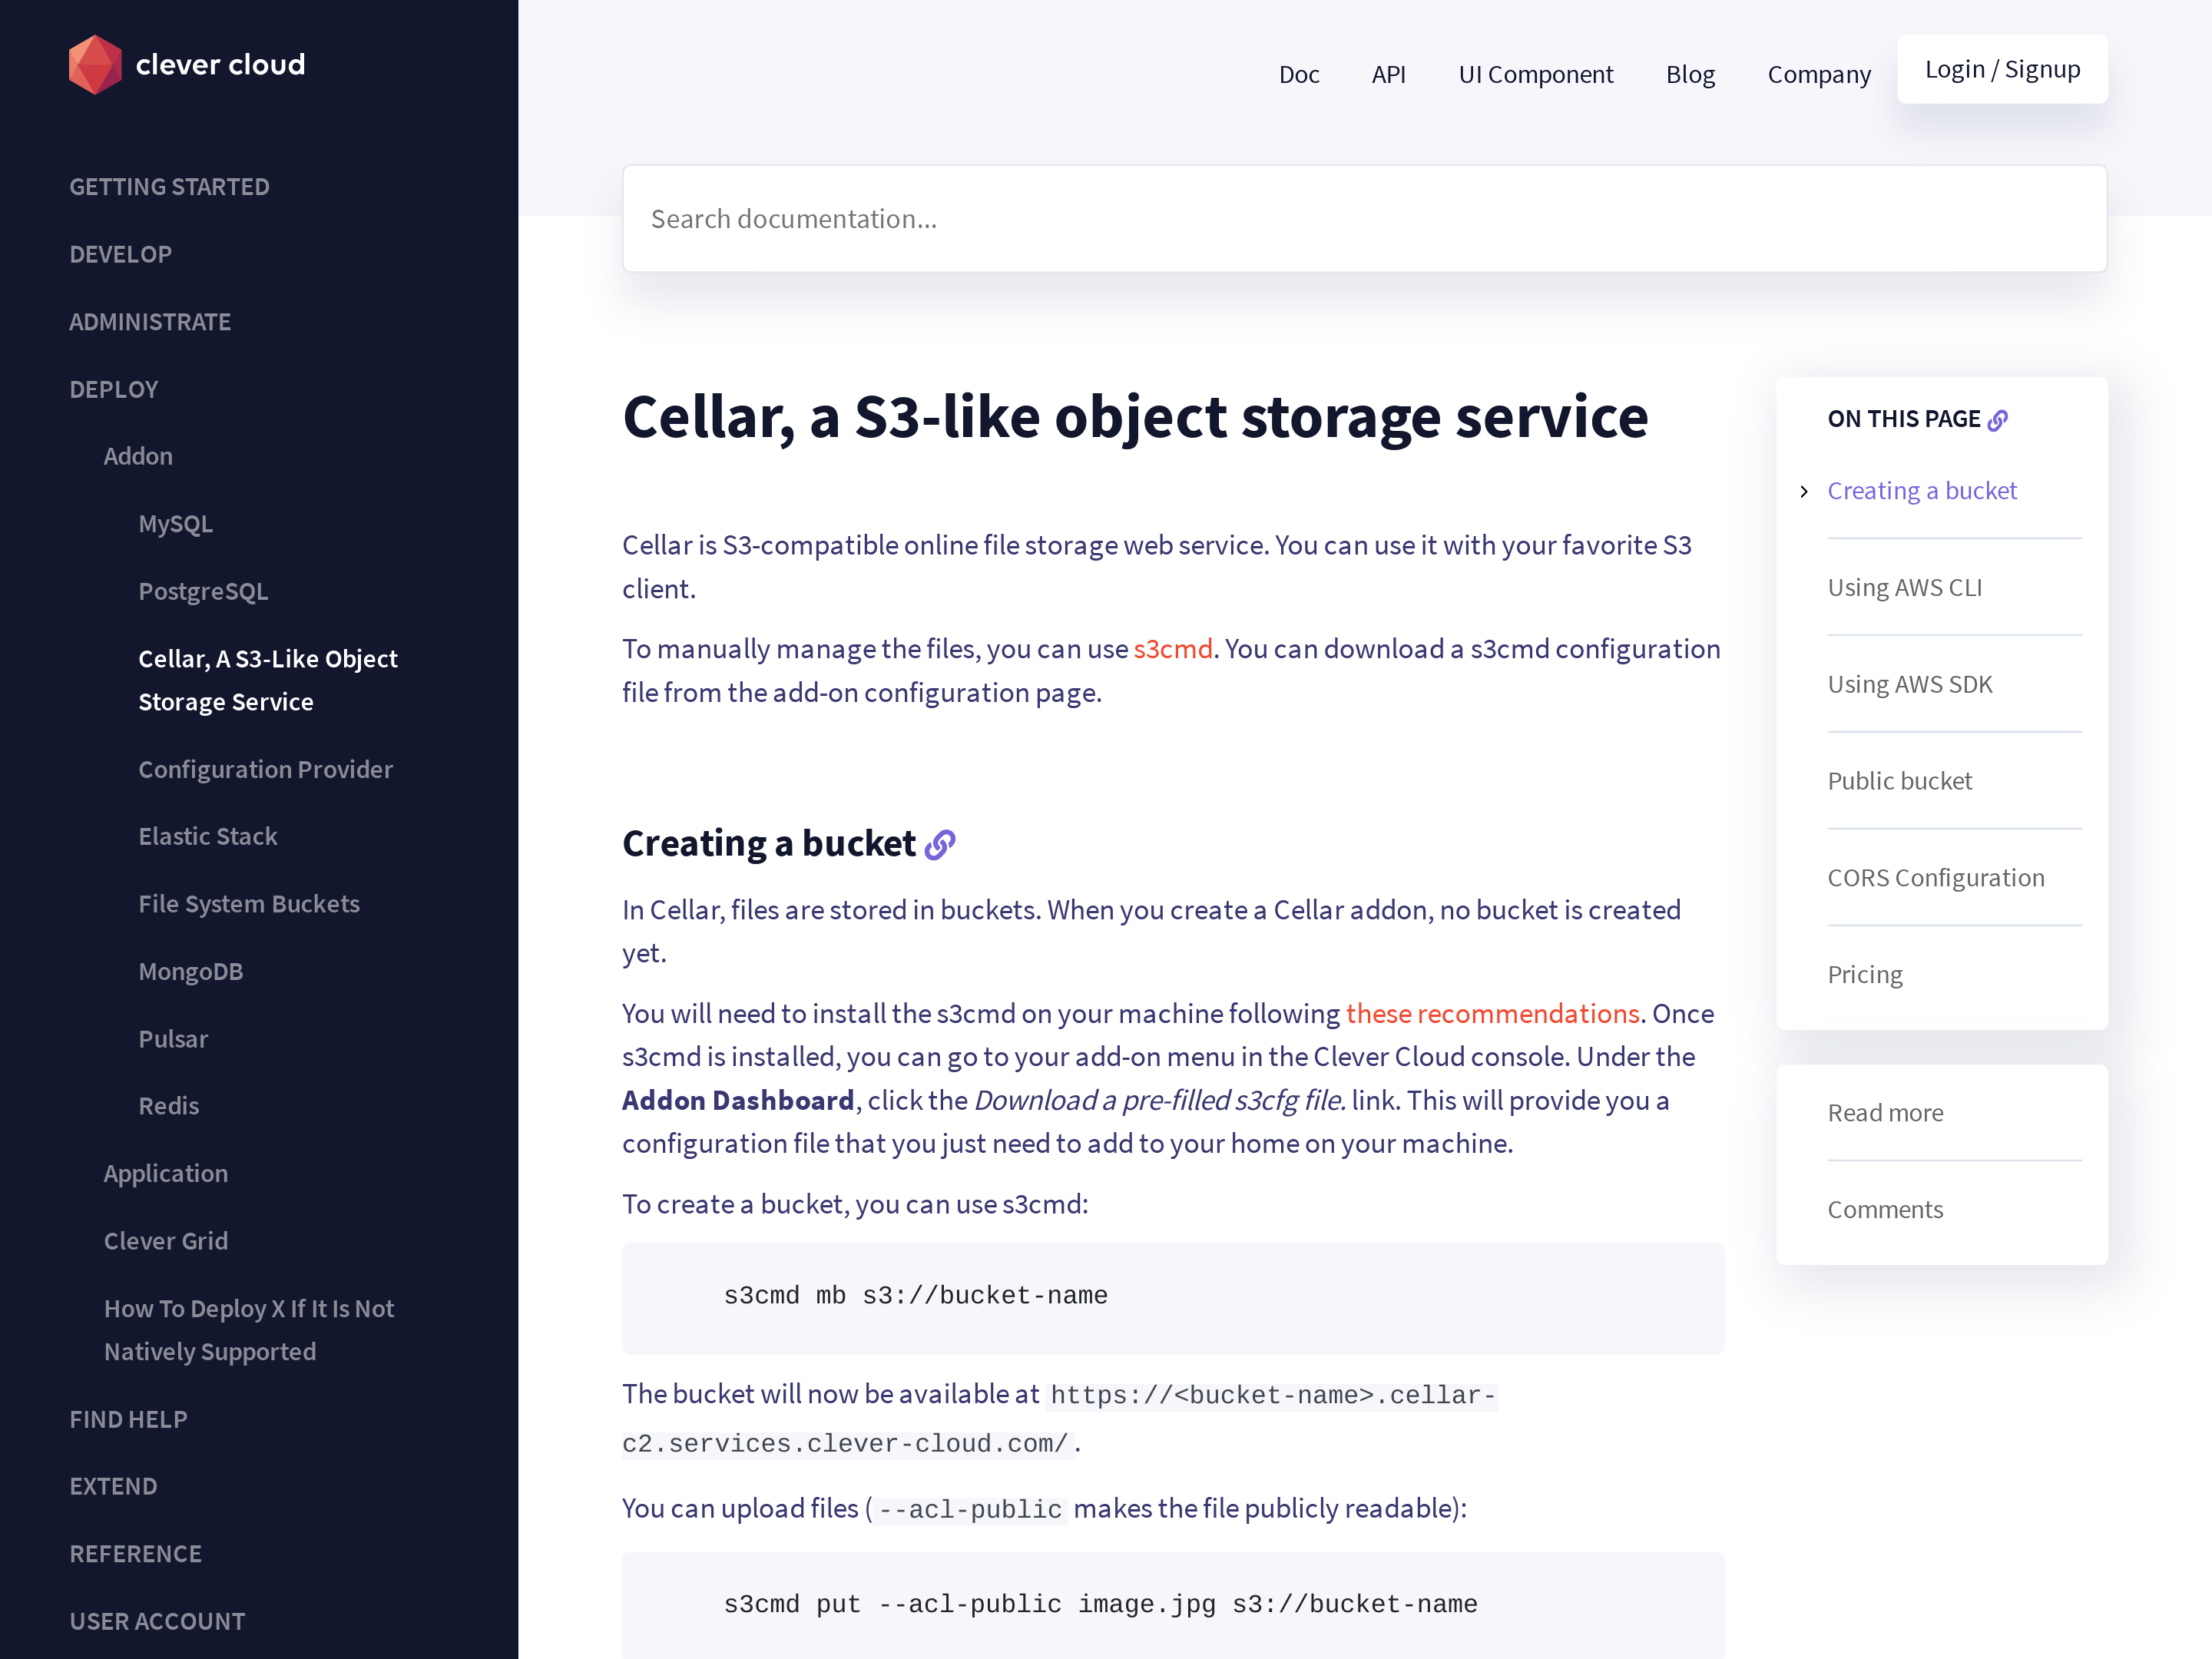 clever cloud
GETTING STARTED
DEVELOP
ADMINISTRATE
DEPLOY
Addon
MySQL
PostgreSQL
Cellar, A S3-Like Object
Storage Service
Configuration Provider
Elastic Stack
File System Buckets
MongoDB
Pulsar
Redis
Application
Clever Grid
How To Deploy X If It Is Not
Natively Supported
FIND HELP
EXTEND
REFERENCE
USER ACCOUNT
Doc API UI Component Blog Company Login / Signup
Search documentation...
Cellar, a S3-like object storage service
Cellar is S3-compatible online file storage web service. You can use it with your favorite S3
client.
To manually manage the files, you can use s3cmd. You can download a s3cmd configuration
file from the add-on configuration page.
Creating a bucket
In Cellar, files are stored in buckets. When you create a Cellar addon, no bucket is created
yet.
You will need to install the s3cmd on your machine following these recommendations. Once
s3cmd is installed, you can go to your add-on menu in the Clever Cloud console. Under the
Addon Dashboard, click the Download a pre-filled s3cfg file. link. This will provide you a
configuration file that you just need to add to your home on your machine.
To create a bucket, you can use s3cmd:
s3cmd mb s3://bucket-name
The bucket will now be available at https://<bucket-name>.cellar-
c2.services.clever-cloud.com/ .
You can upload files ( --acl-public makes the file publicly readable):
s3cmd put --acl-public image.jpg s3://bucket-name
ON THIS PAGE
Creating a bucket
Using AWS CLI
Using AWS SDK
Public bucket
CORS Configuration
Pricing
Read more
Comments